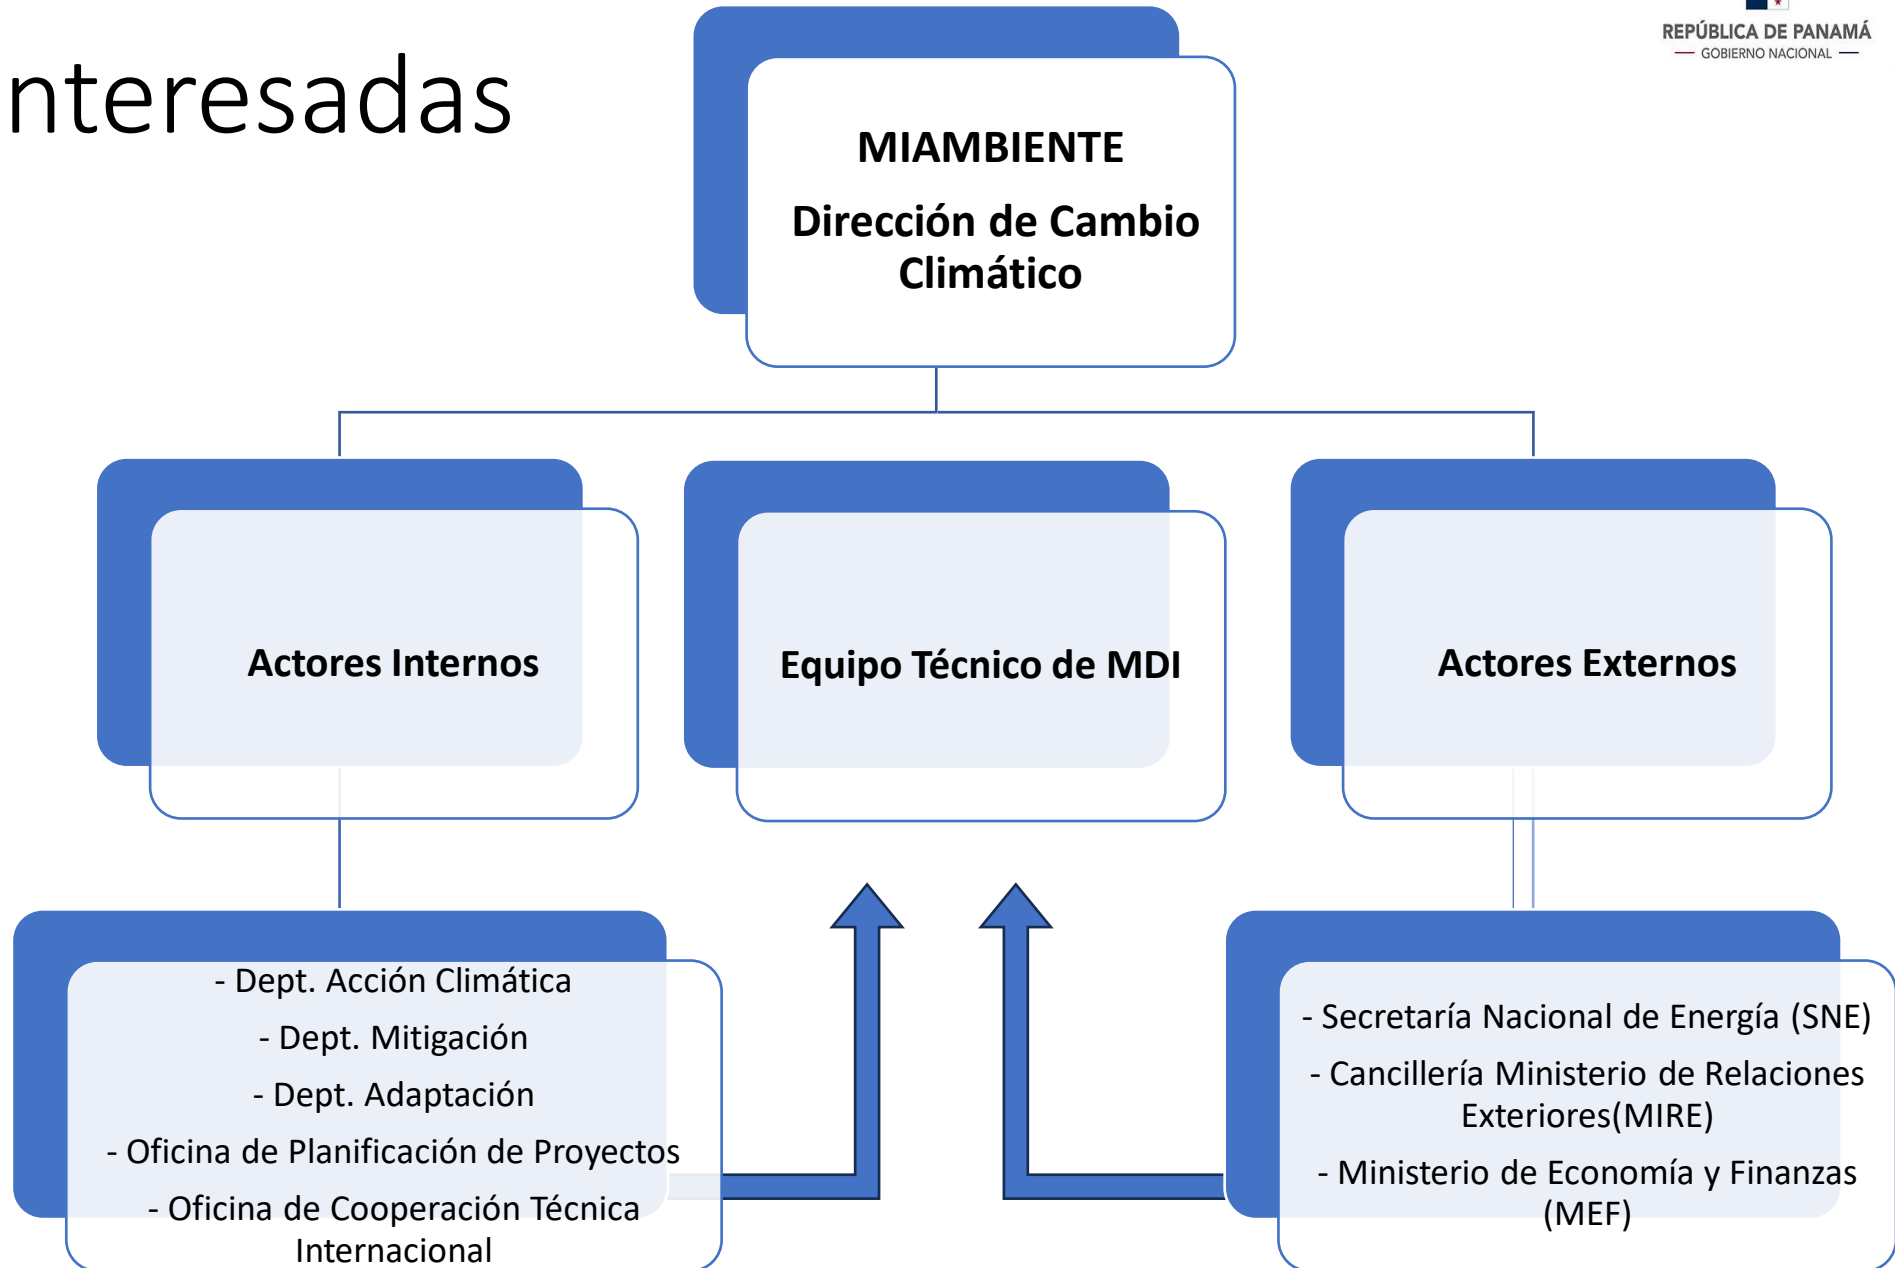 nteresadas
REPÚBLICA DE PANAMÁ
GOBIERNO NACIONAL
MIAMBIENTE
Dirección de Cambio
Climático
Actores Internos
Equipo Técnico de MDI
Actores Externos
- Dept. Acción Climática
- Dept. Mitigación
- Dept. Adaptación
- Oficina de Planificación de Proyectos
- Oficina de Cooperación Técnica
Internacional
- Secretaría Nacional de Energía (SNE)
- Cancillería Ministerio de Relaciones
Exteriores(MIRE)
- Ministerio de Economía y Finanzas
(MEF)